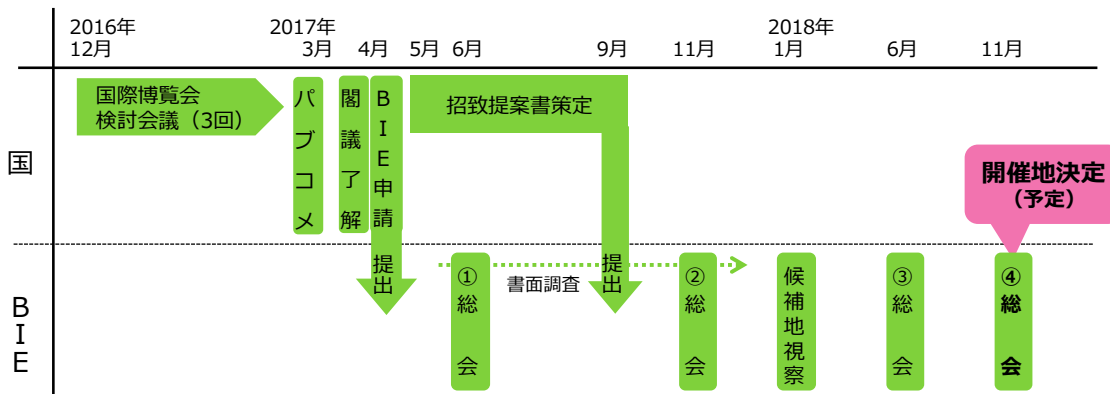 2016年
12月
2017年
3月
4月
5月
6月
9月
11月
2018年
1月
6月
11月
国
国際博覧会
検討会議（3回）
パブコメ
閣議了解
BIE申請
提出
招致提案書策定
提出
開催地決定
（予定）
BIE
①総会
書面調査
②総会
候補地視察
③総会
④総会